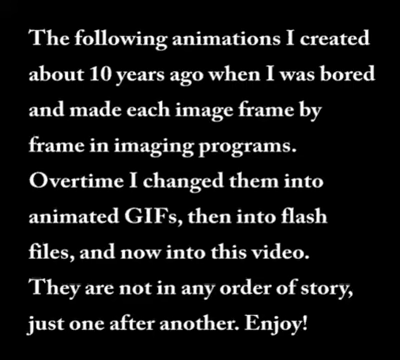 The following animations I created
about 10 years ago when I was bored
and made each image frame by
frame in imaging programs.
Overtime I changed them into
animated GIFs, then into flash
files, and now into this video.
They are not in any order of story,
just one after another. Enjoy!